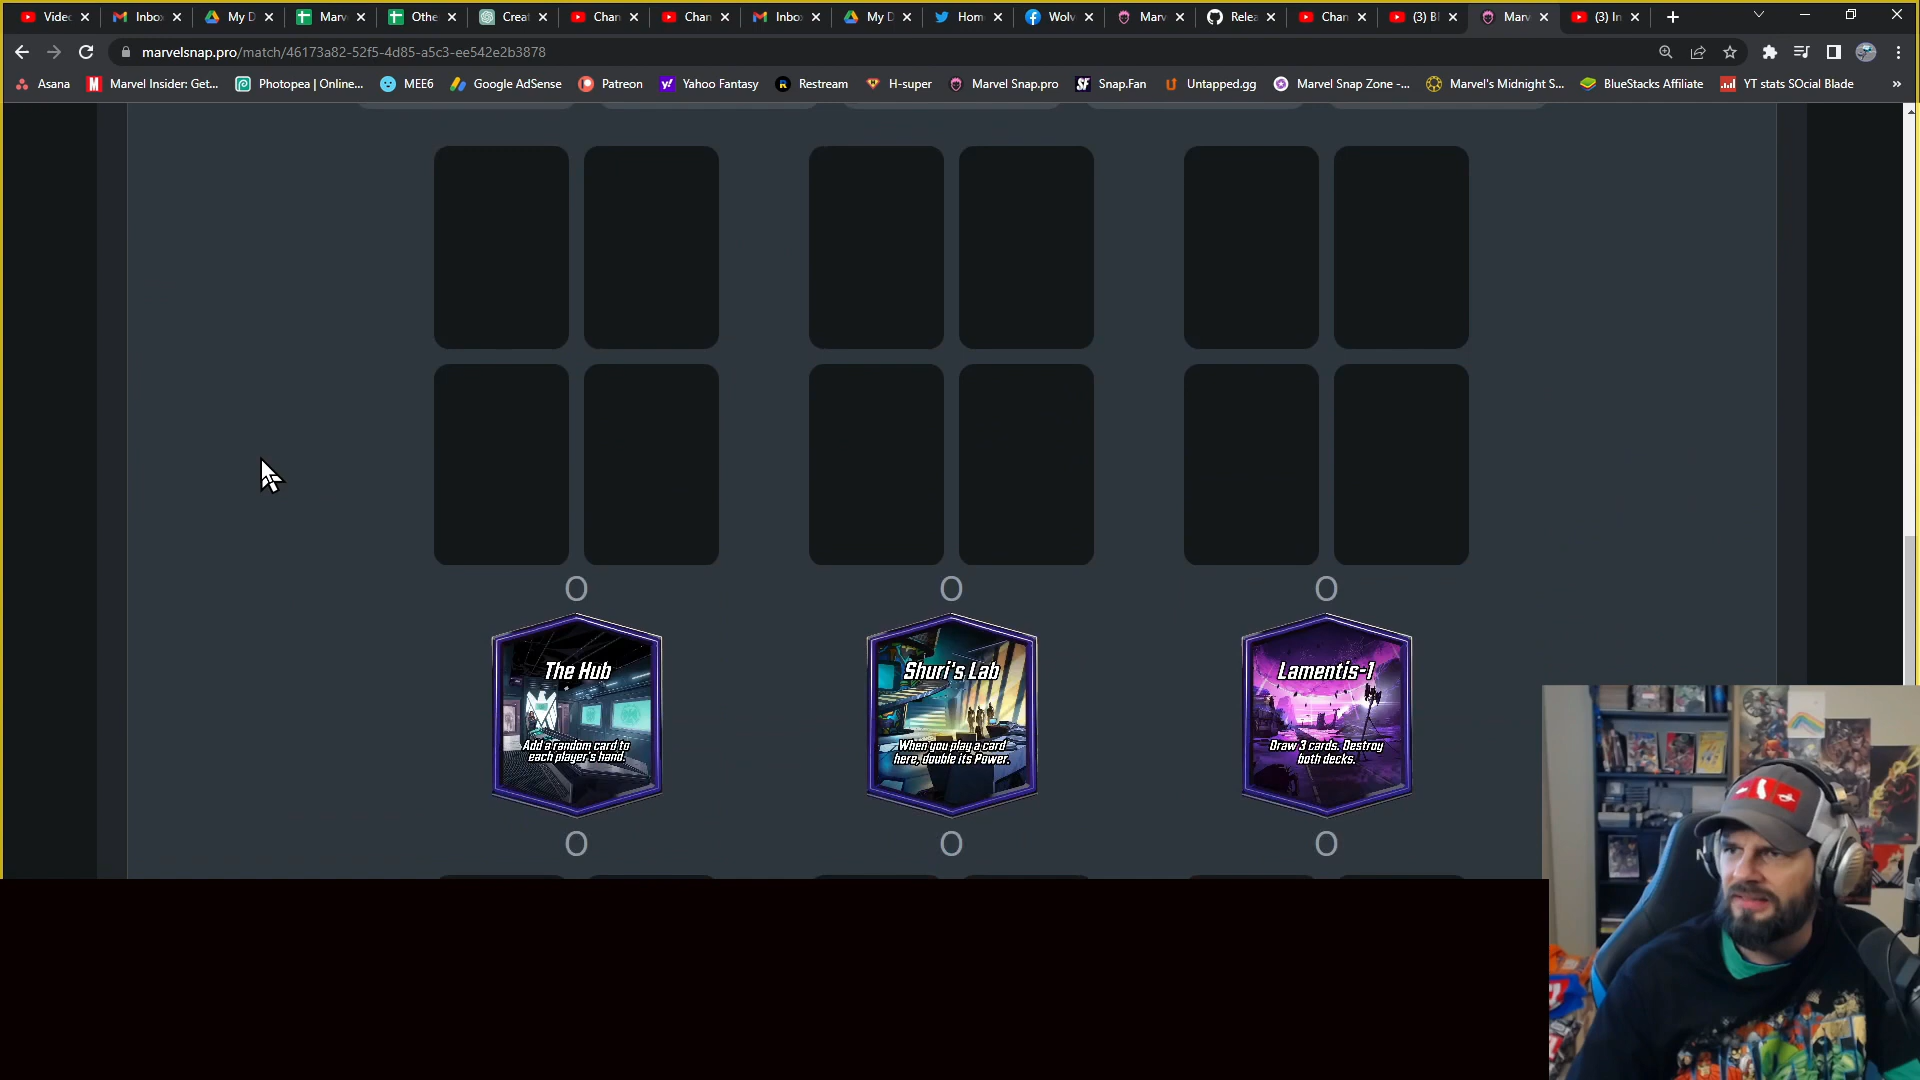 Video
Inbo
My D
Marv
Othe
Creat
Chan
Chan
Inbo
My D
Hom
Wolv
Marv
Relea
Chan
(3) Bl
Marv
(3) In
marvelsnap.pro/match/46173a82-52f5-4d85-a5c3-ee542e2b3878
Asana
Marvel Insider: Get...
Photopea | Online...
MEE6
Google AdSense
Patreon
Yahoo Fantasy
Restream
H-super
Marvel Snap.pro
Snap.Fan
Untapped.gg
Marvel Snap Zone -...
Marvel's Midnight S...
BlueStacks Affiliate
YT stats SOcial Blade
»
0
0
0
The Hub
Add a random card to
each player's hand.
Shuri's Lab
When you play a card
here, double its Power.
Lamentis-1
Draw 3 cards. Destroy
both decks.
0
0
0